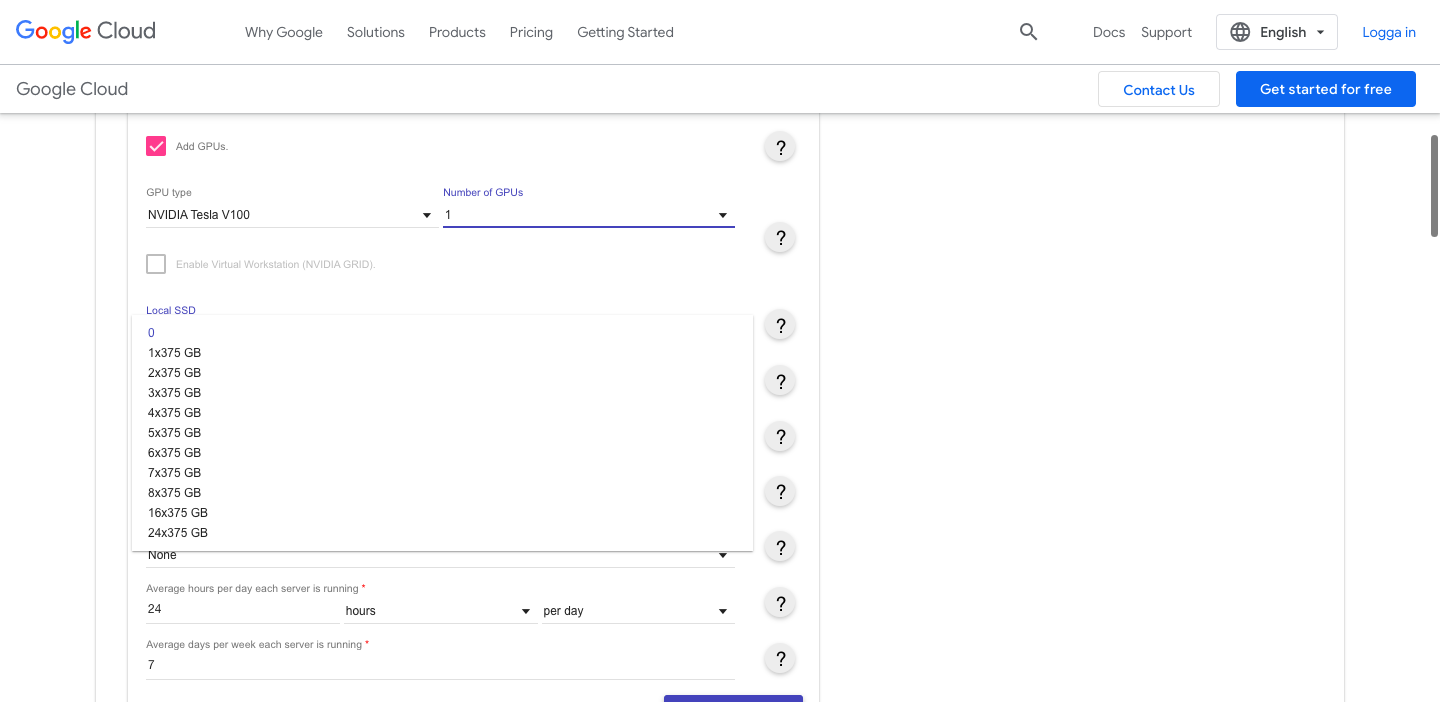 Google Cloud
Why Google
Solutions
Products
Pricing
Getting Started
Docs
Support
English
Logga in
Google Cloud
Contact Us
Get started for free
Add GPUs.
?
GPU type
NVIDIA Tesla V100
Number of GPUs
1
?
Enable Virtual Workstation (NVIDIA GRID).
Local SSD
?
0
1x375 GB
2x375 GB
3x375 GB
4x375 GB
5x375 GB
6x375 GB
7x375 GB
8x375 GB
16x375 GB
24x375 GB
?
?
?
None
?
Average hours per day each server is running *
24
hours
per day
?
Average days per week each server is running *
7
?